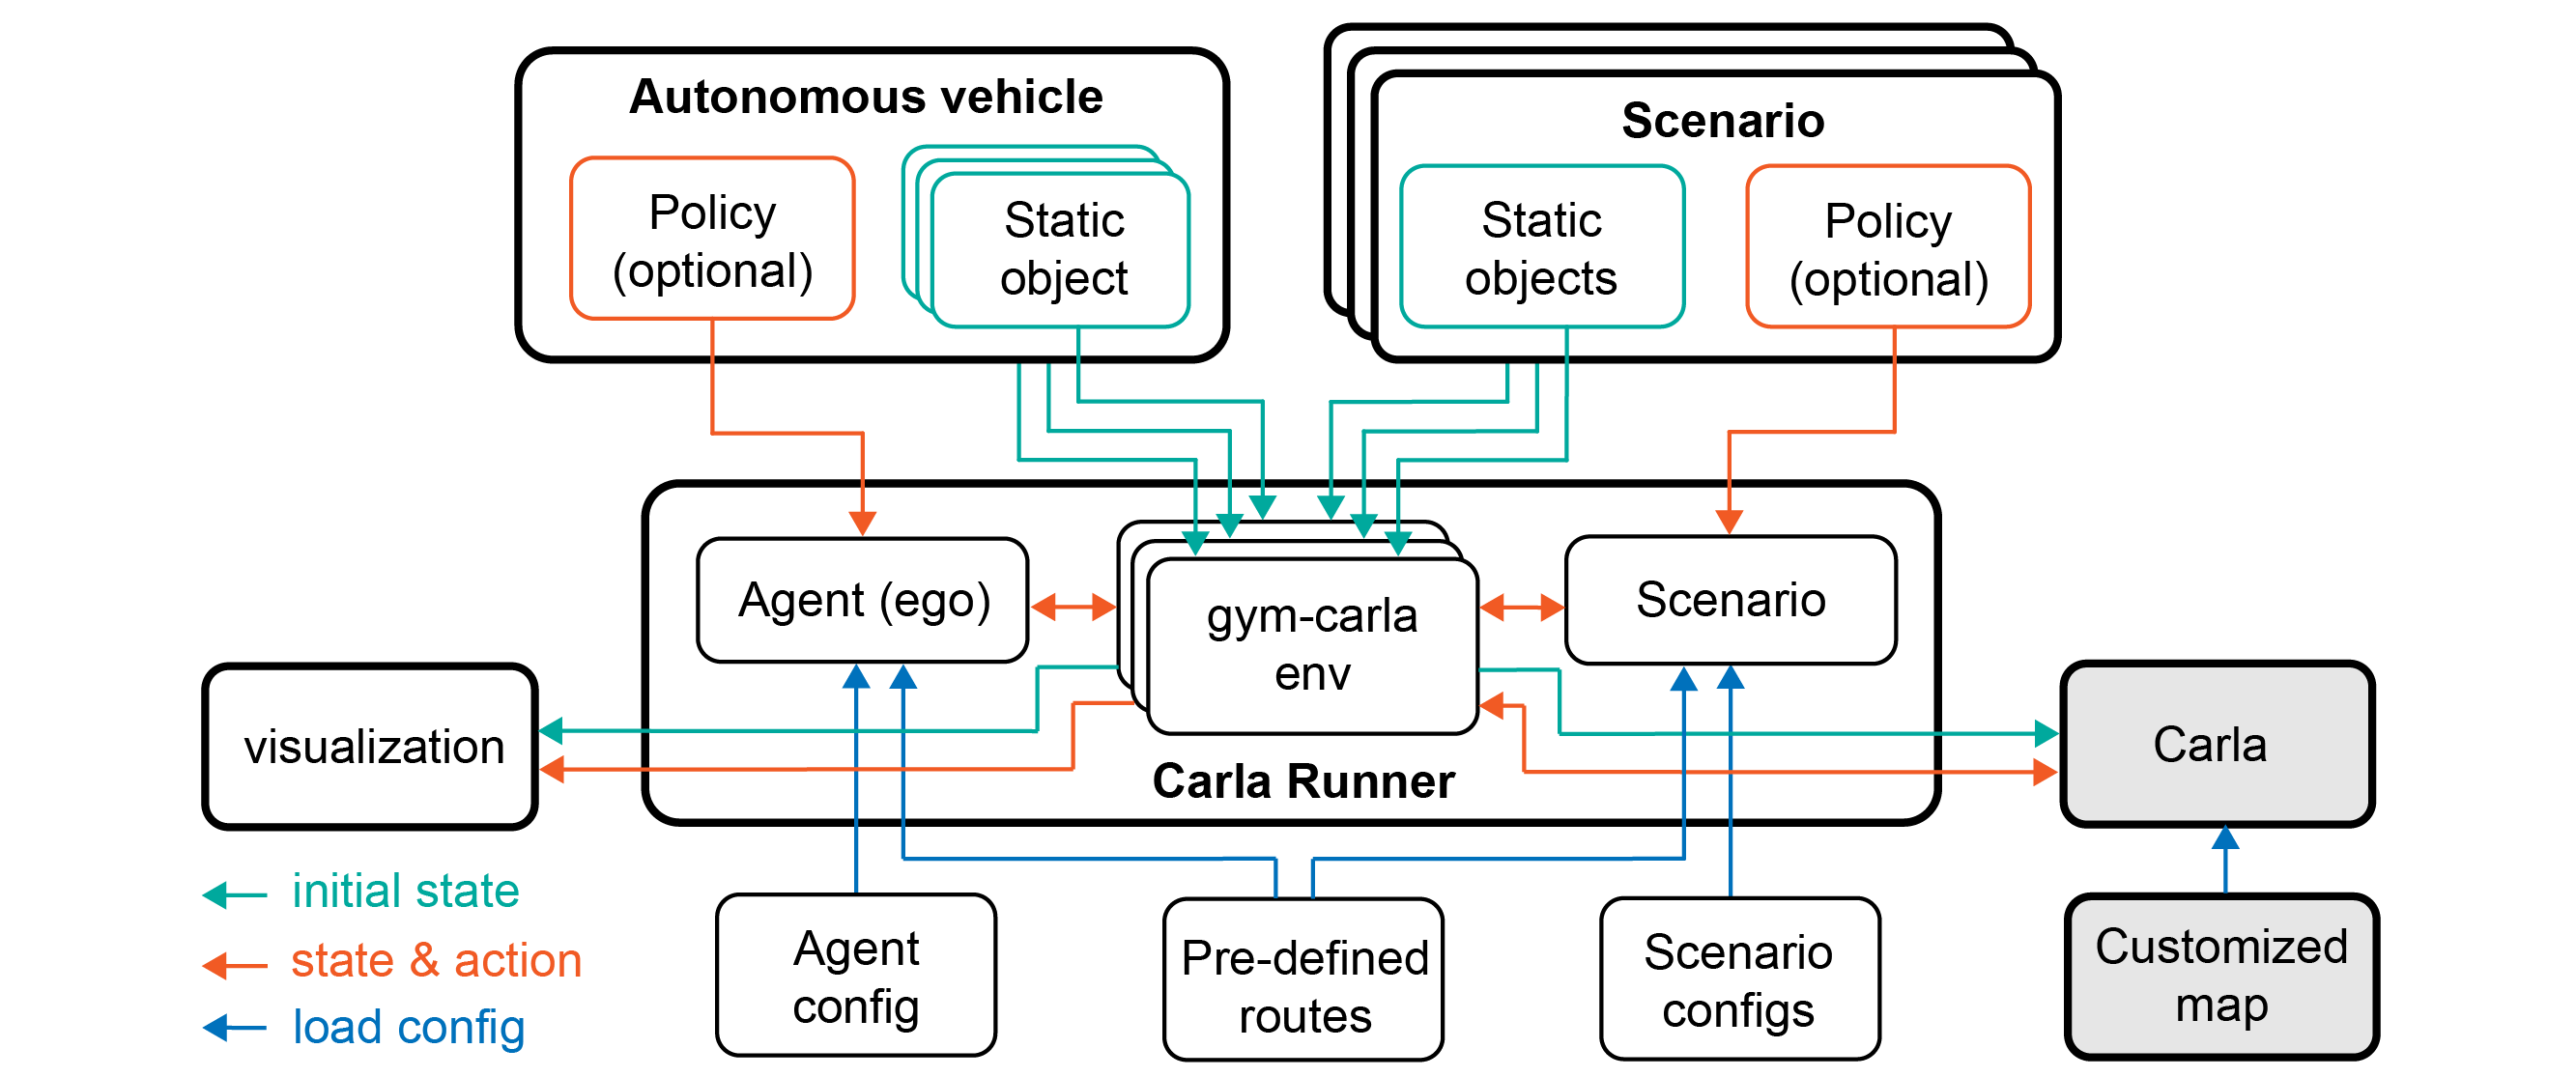 Autonomous vehicle
Policy
(optional)
Static
object
Scenario
Static
objects
Policy
(optional)
Agent (ego)
gym-carla
env
Scenario
Carla Runner
visualization
Carla
initial state
state & action
load config
Agent
config
Pre-defined
routes
Scenario
configs
Customized
map